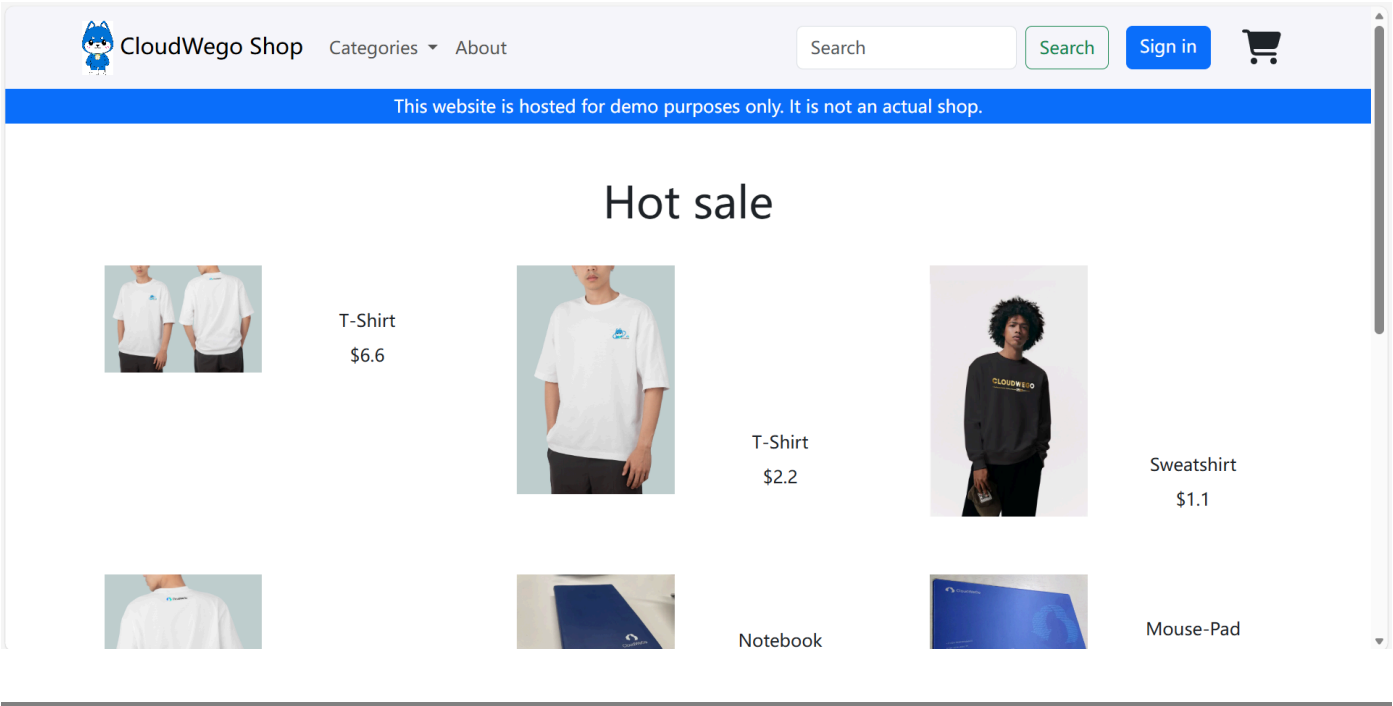 CloudWego Shop Categories About Search Search Sign in
This website is hosted for demo purposes only. It is not an actual shop.
Hot sale
T-Shirt
$6.6
T-Shirt
$2.2
CLOUDWEGO
Sweatshirt
$1.1
Notebook
Mouse-Pad